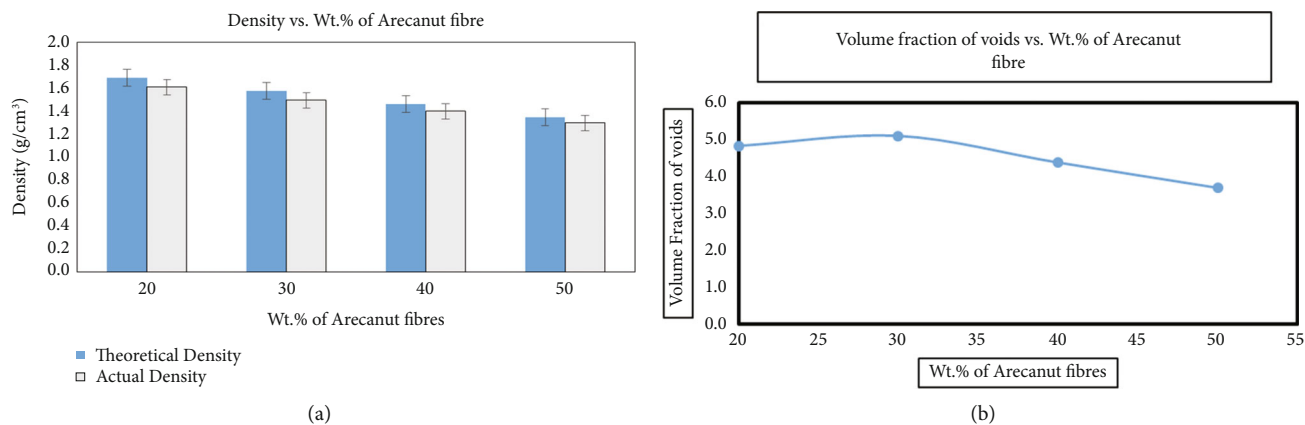 Density vs. Wt.% of Arecanut fibre
2.0
1.8
1.6
1.4
1.2
1.0
0.8
0.6
0.4
0.2
0.0
Density (g/cm³)
20 30 40 50
Wt.% of Arecanut fibres
Theoretical Density
Actual Density
(a)
Volume fraction of voids vs. Wt.% of Arecanut
fibre
6.0
5.0
4.0
3.0
2.0
1.0
0.0
Volume Fraction of voids
20 25 30 35 40 45 50 55
Wt.% of Arecanut fibres
(b)